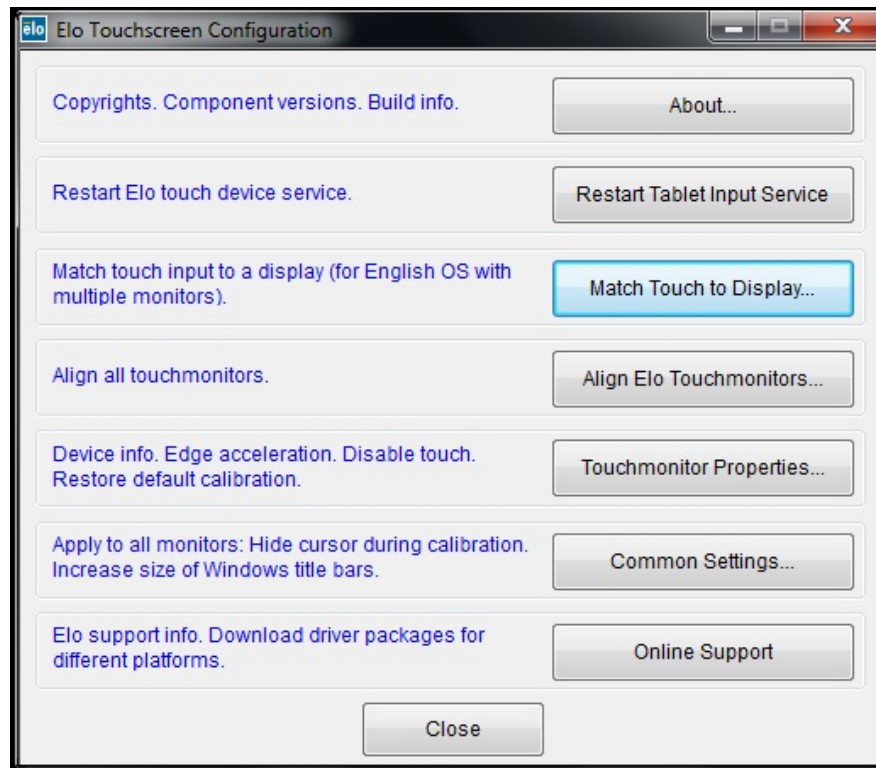 elo Elo Touchscreen Configuration
Copyrights. Component versions. Build info.
About...
Restart Elo touch device service.
Restart Tablet Input Service
Match touch input to a display (for English OS with
multiple monitors).
Match Touch to Display...
Align all touchmonitors.
Align Elo Touchmonitors...
Device info. Edge acceleration. Disable touch.
Restore default calibration.
Touchmonitor Properties...
Apply to all monitors: Hide cursor during calibration.
Increase size of Windows title bars.
Common Settings...
Elo support info. Download driver packages for
different platforms.
Online Support
Close